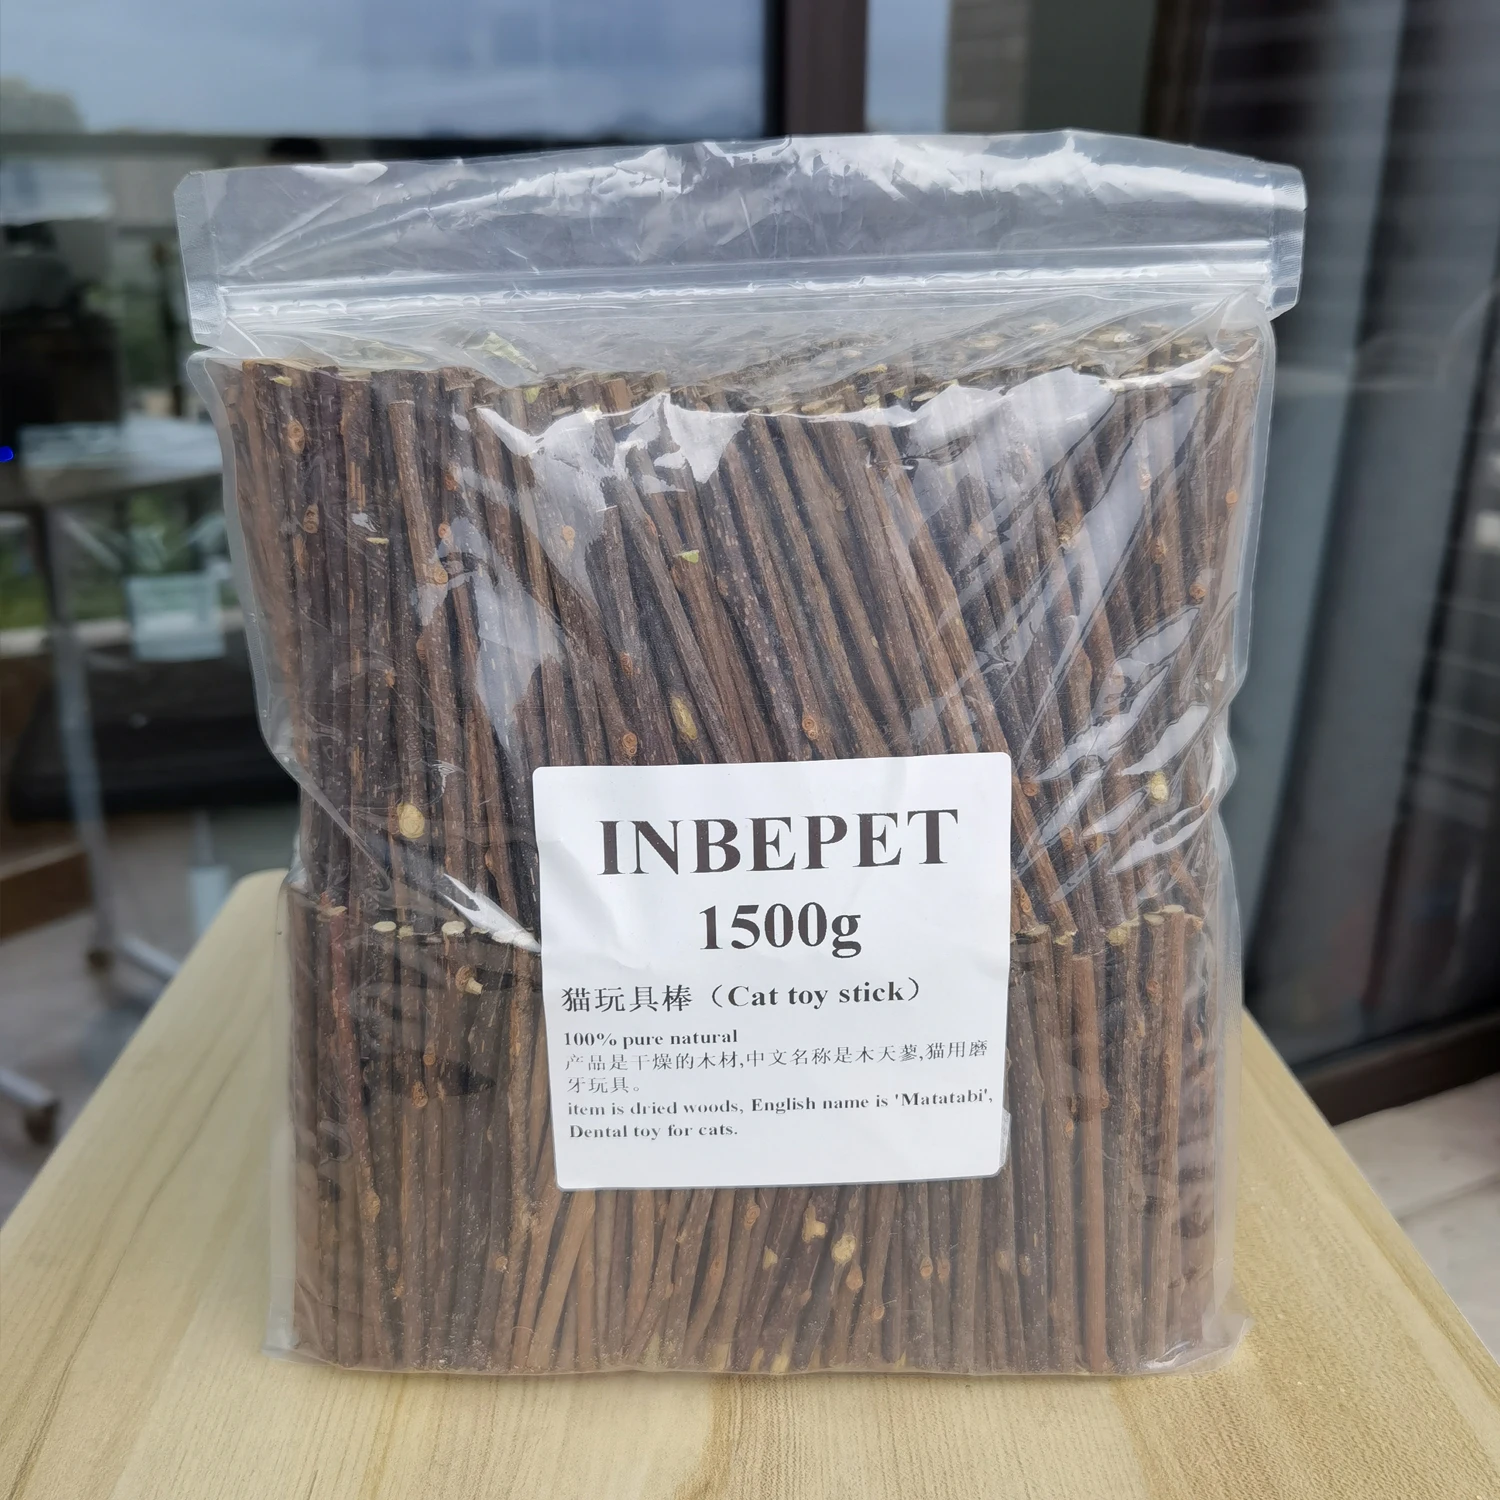 INBEPET
1500g
猫玩具棒（Cat toy stick）
100% pure natural
产品是干燥的木材,中文名称是木天蓼,猫用磨
牙玩具。
item is dried woods, English name is 'Matatabi',
Dental toy for cats.